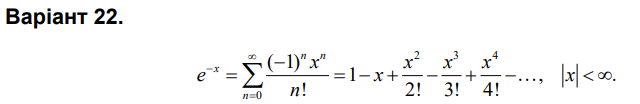 Варіант 22.
e^{-x} = \sum_{n=0}^{\infty} \frac{(-1)^n x^n}{n!} = 1 - x + \frac{x^2}{2!} - \frac{x^3}{3!} + \frac{x^4}{4!} - \ldots, |x| < \infty.